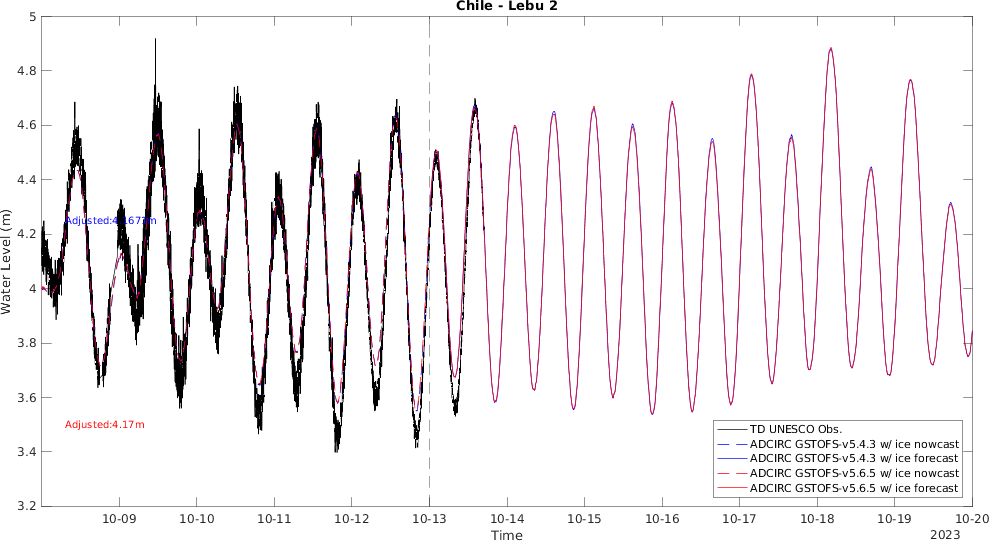 Chile - Lebu 2
5
4.8
4.6
4.4
4.2
4
3.8
3.6
3.4
3.2
Water Level (m)
Adjusted:4.1677m
Adjusted:4.17m
TD UNESCO Obs.
ADCIRC GSTOFS-v5.4.3 w/ ice nowcast
ADCIRC GSTOFS-v5.4.3 w/ ice forecast
ADCIRC GSTOFS-v5.6.5 w/ ice nowcast
ADCIRC GSTOFS-v5.6.5 w/ ice forecast
10-09 10-10 10-11 10-12 10-13 10-14 10-15 10-16 10-17 10-18 10-19 10-20
Time
2023